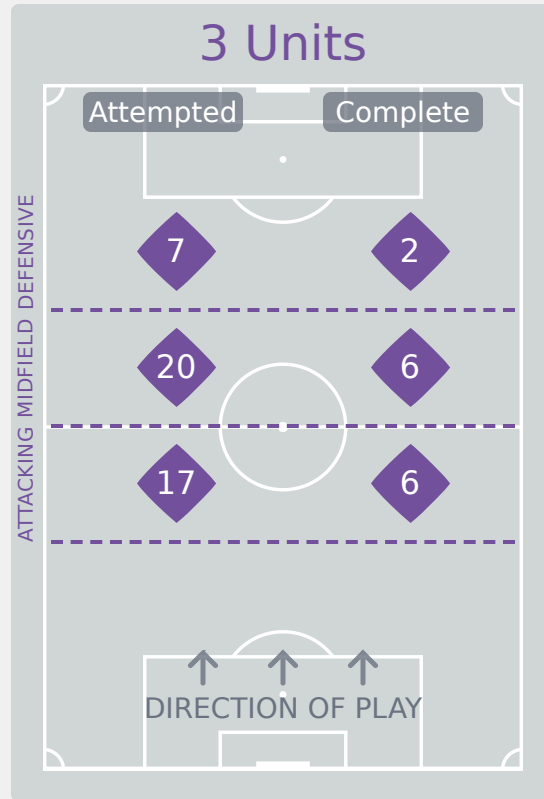 3 Units
Attempted Complete
ATTACKING MIDFIELD DEFENSIVE
7 2
20 6
17 6
DIRECTION OF PLAY